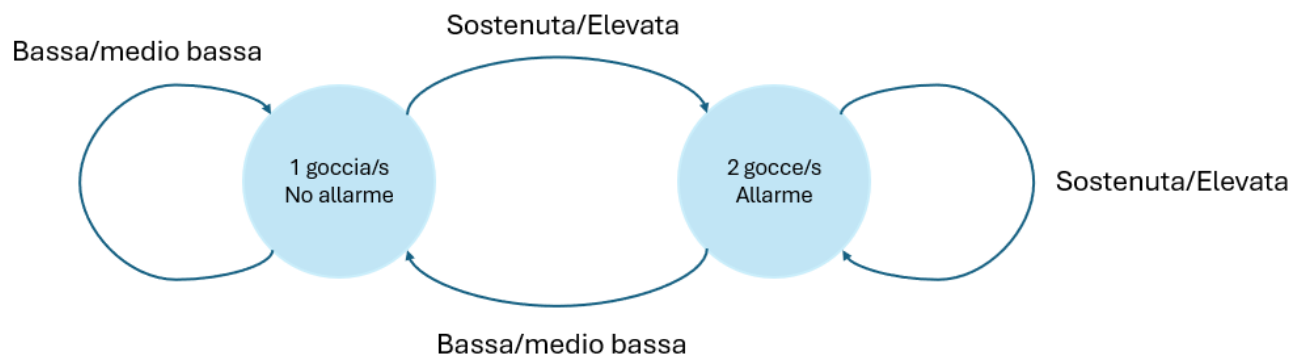 Sostenuta/Elevata
Bassa/medio bassa
1 goccia/s
No allarme
2 gocce/s
Allarme
Sostenuta/Elevata
Bassa/medio bassa